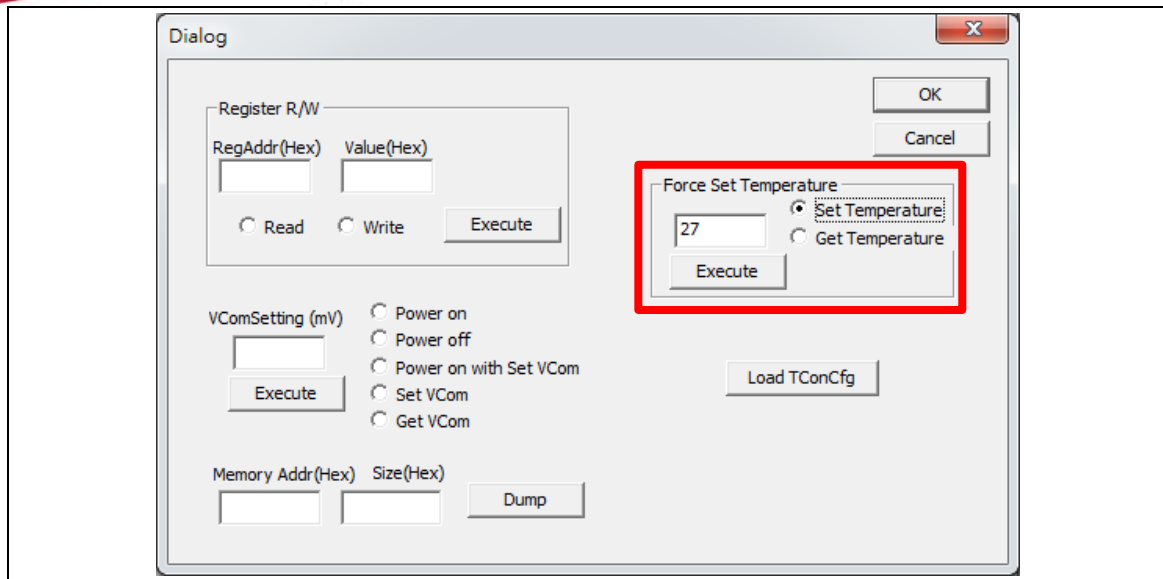 Dialog
OK
Cancel
Register R/W
RegAddr(Hex) Value(Hex)
Read Write Execute
Force Set Temperature
27
Set Temperature
Get Temperature
Execute
VComSetting (mV)
Execute
Power on
Power off
Power on with Set VCom
Set VCom
Get VCom
Load TConCfg
Memory Addr(Hex) Size(Hex)
Dump